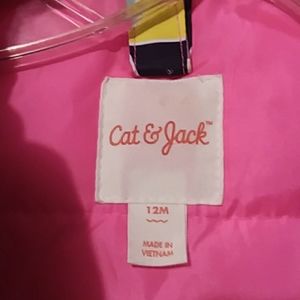 Cat & Jack™
12M
MADE IN
VIETNAM